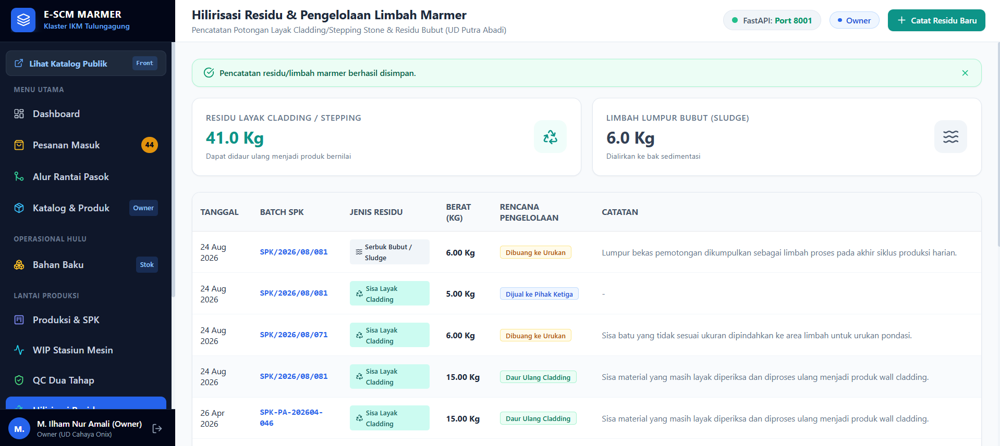 E-SCM MARMER
Klaster IKM Tulungagung
Lihat Katalog Publik
Front
MENU UTAMA
Dashboard
Pesanan Masuk
44
Alur Rantai Pasok
Katalog & Produk
Owner
OPERASIONAL HULU
Bahan Baku
Stok
LANTAI PRODUKSI
Produksi & SPK
WIP Stasiun Mesin
QC Dua Tahap
M.
M. Ilham Nur Amali (Owner)
Owner (UD Cahaya Onix)
Hilirisasi Residu & Pengelolaan Limbah Marmer
Pencatatan Potongan Layak Cladding/Stepping Stone & Residu Bubut (UD Putra Abadi)
FastAPI: Port 8001
Owner
Catat Residu Baru
Pencatatan residu/limbah marmer berhasil disimpan.
RESIDU LAYAK CLADDING / STEPPING
41.0 Kg
Dapat didaur ulang menjadi produk bernilai
LIMBAH LUMPUR BUBUT (SLUDGE)
6.0 Kg
Dialirkan ke bak sedimentasi
TANGGAL BATCH SPK JENIS RESIDU BERAT (KG) RENCANA PENGELOLAAN CATATAN
24 Aug 2026 SPK/2026/08/081 Serbuk Bubut / Sludge 6.00 Kg Dibuang ke Urukan Lumpur bekas pemotongan dikumpulkan sebagai limbah proses pada akhir siklus produksi harian.
24 Aug 2026 SPK/2026/08/081 Sisa Layak Cladding 5.00 Kg Dijual ke Pihak Ketiga -
24 Aug 2026 SPK/2026/08/071 Sisa Layak Cladding 6.00 Kg Dibuang ke Urukan Sisa batu yang tidak sesuai ukuran dipindahkan ke area limbah untuk urukan pondasi.
24 Aug 2026 SPK/2026/08/081 Sisa Layak Cladding 15.00 Kg Daur Ulang Cladding Sisa material yang masih layak diperiksa dan diproses ulang menjadi produk wall cladding.
26 Apr 2026 SPK-PA-202604-046 Sisa Layak Cladding 15.00 Kg Daur Ulang Cladding Sisa material yang masih layak diperiksa dan diproses ulang menjadi produk wall cladding.